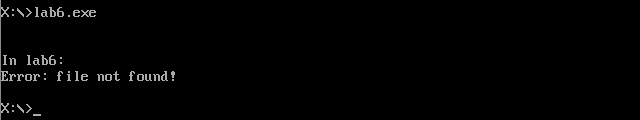 X:\>lab6.exe
In lab6:
Error: file not found!
X:\>_